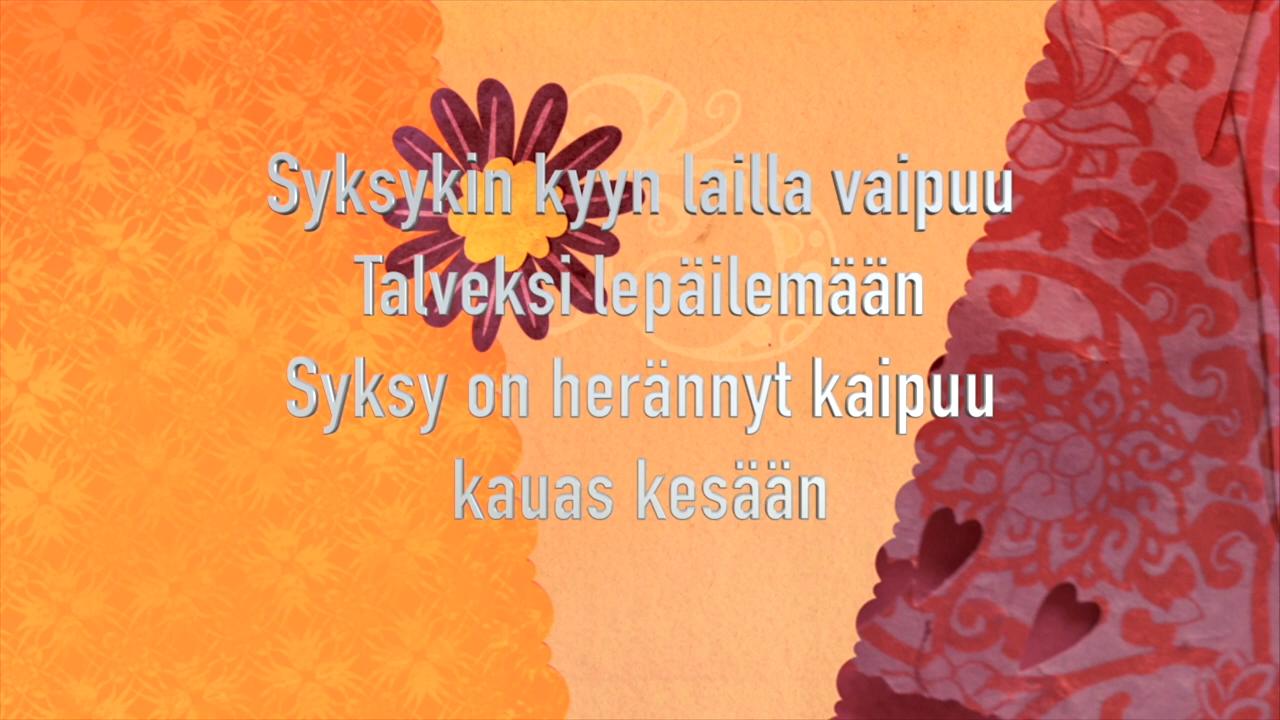 Syksykin kyyn lailla vaipuu
Talveksi lepäilemään
Syksy on herännyt kaipuu
kauas kesään